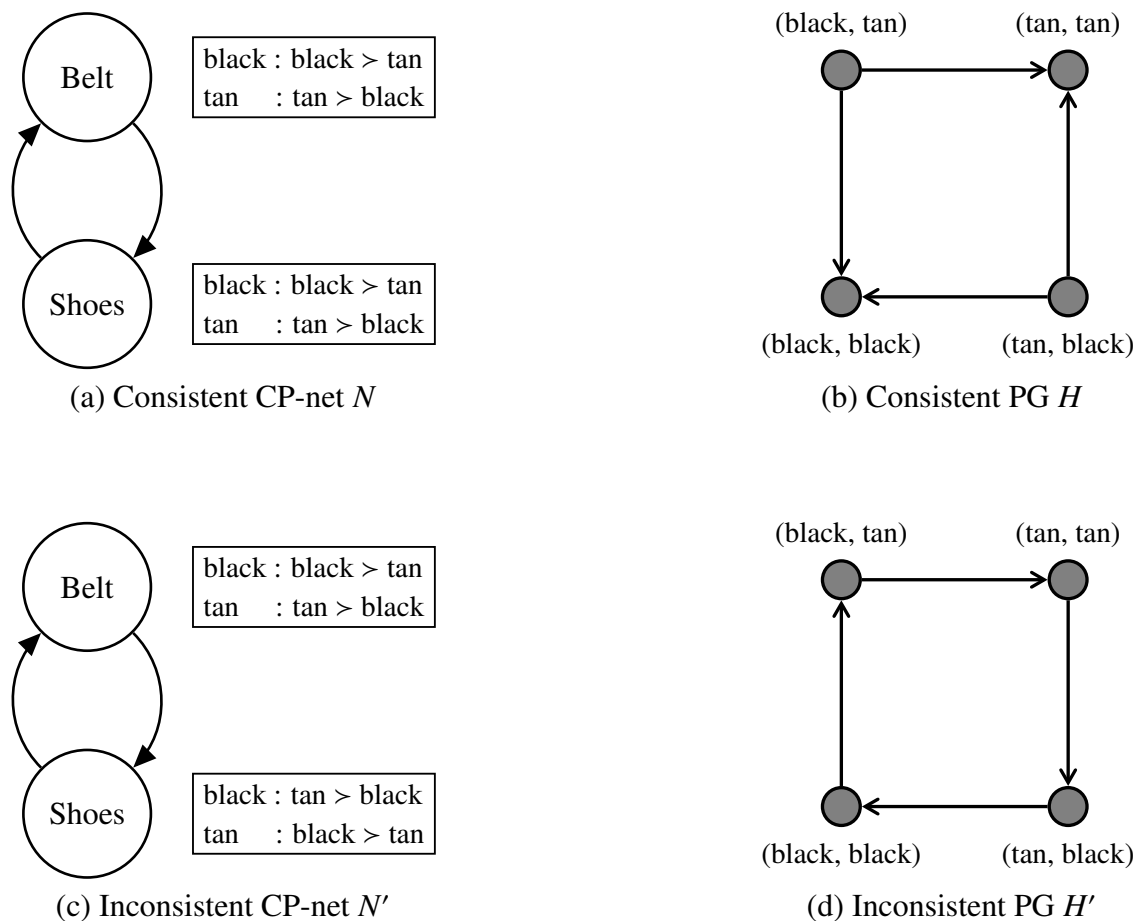 Belt
black : black ≻ tan
tan : tan ≻ black
Shoes
black : black ≻ tan
tan : tan ≻ black
(a) Consistent CP-net N
(black, tan) (tan, tan)
(black, black) (tan, black)
(b) Consistent PG H
Belt
black : black ≻ tan
tan : tan ≻ black
Shoes
black : tan ≻ black
tan : black ≻ tan
(c) Inconsistent CP-net N′
(black, tan) (tan, tan)
(black, black) (tan, black)
(d) Inconsistent PG H′